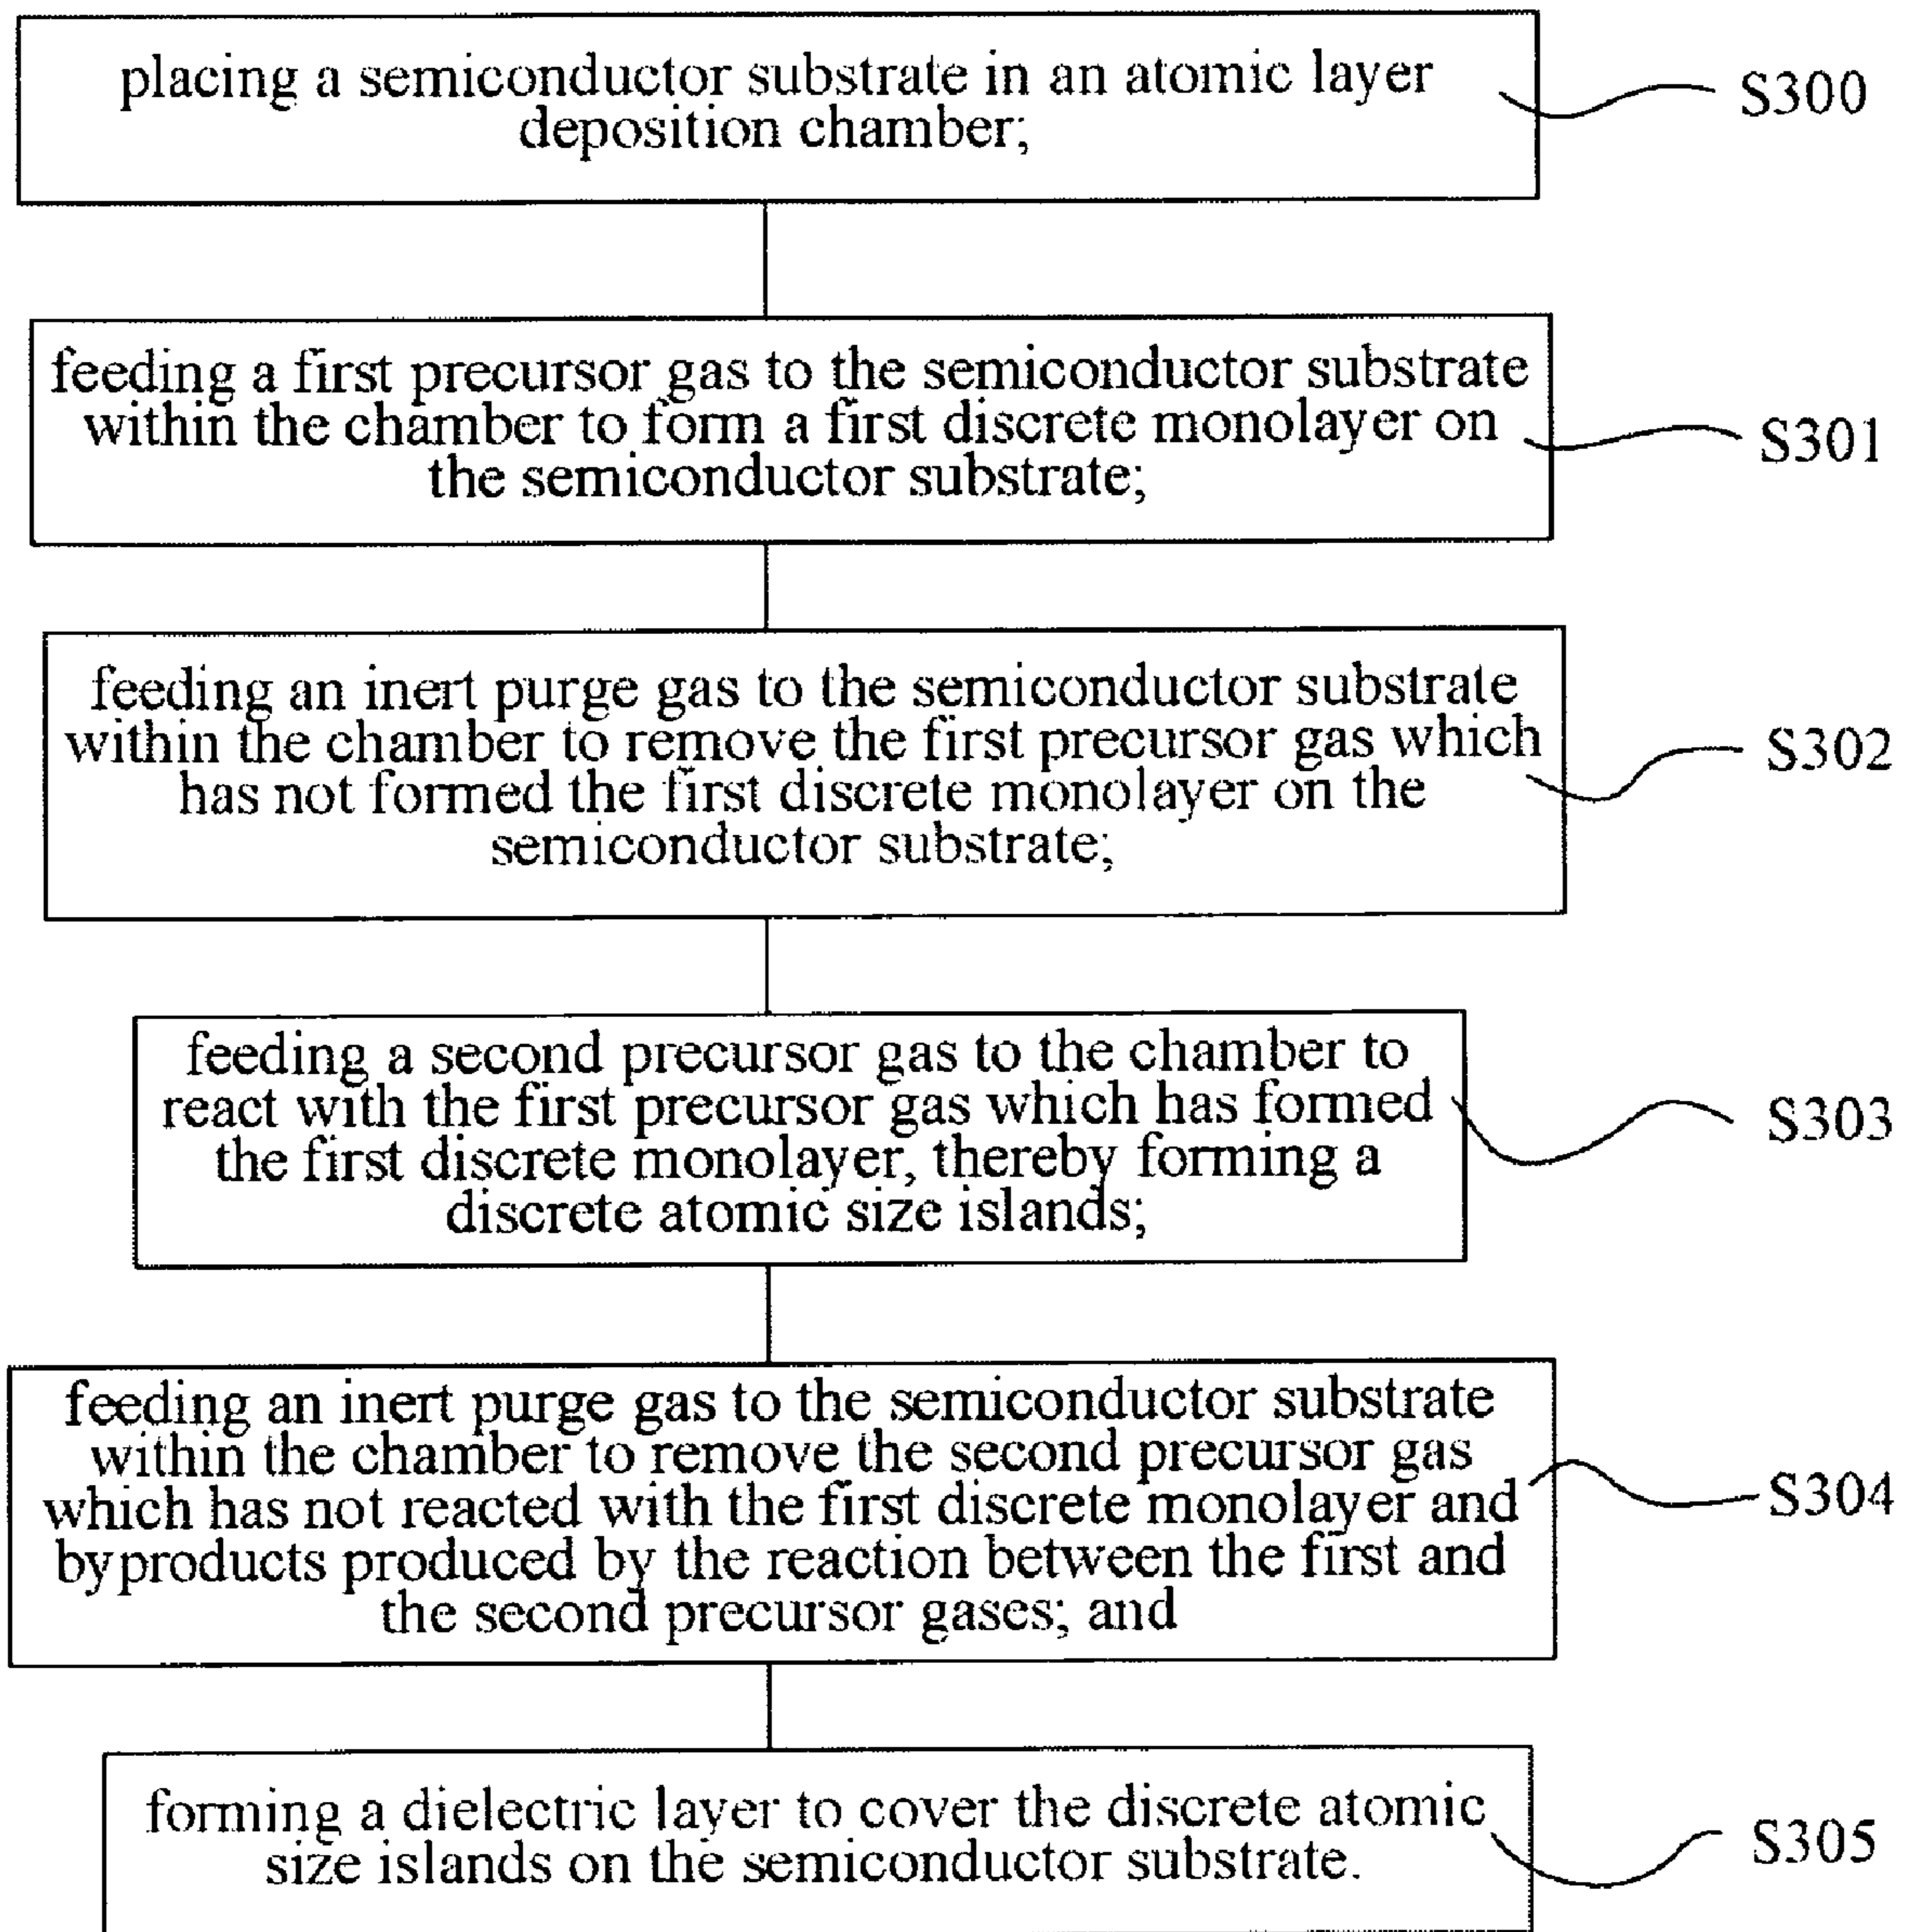 placing a semiconductor substrate in an atomic layer
deposition chamber;
S300
feeding a first precursor gas to the semiconductor substrate
within the chamber to form a first discrete monolayer on
the semiconductor substrate;
S301
feeding an inert purge gas to the semiconductor substrate
within the chamber to remove the first precursor gas which
has not formed the first discrete monolayer on the
semiconductor substrate;
S302
feeding a second precursor gas to the chamber to
react with the first precursor gas which has formed
the first discrete monolayer, thereby forming a
discrete atomic size islands;
S303
feeding an inert purge gas to the semiconductor substrate
within the chamber to remove the second precursor gas
which has not reacted with the first discrete monolayer and
byproducts produced by the reaction between the first and
the second precursor gases; and
S304
forming a dielectric layer to cover the discrete atomic
size islands on the semiconductor substrate.
S305